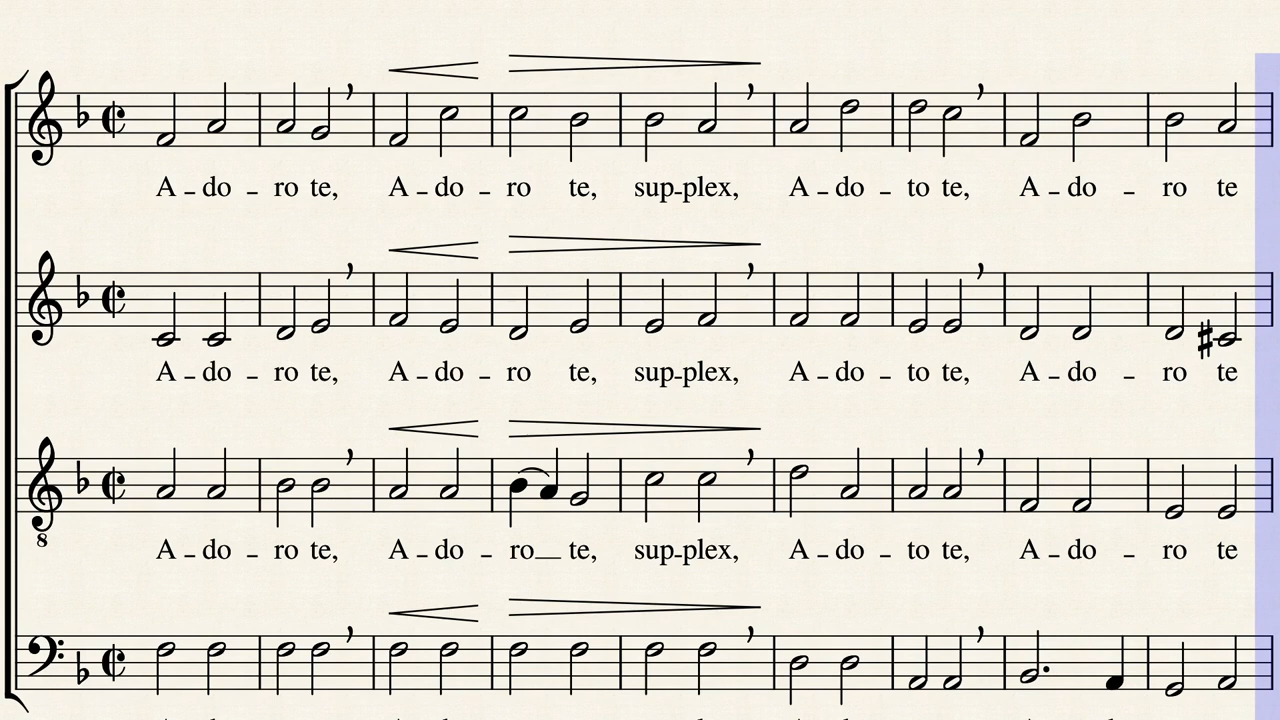 A - do - ro te, A - do - ro te, sup-plex, A - do - to te, A - do - ro te
A - do - ro te, A - do - ro te, sup-plex, A - do - to te, A - do - ro te
8
A - do - ro te, A - do - ro__ te, sup-plex, A - do - to te, A - do - ro te